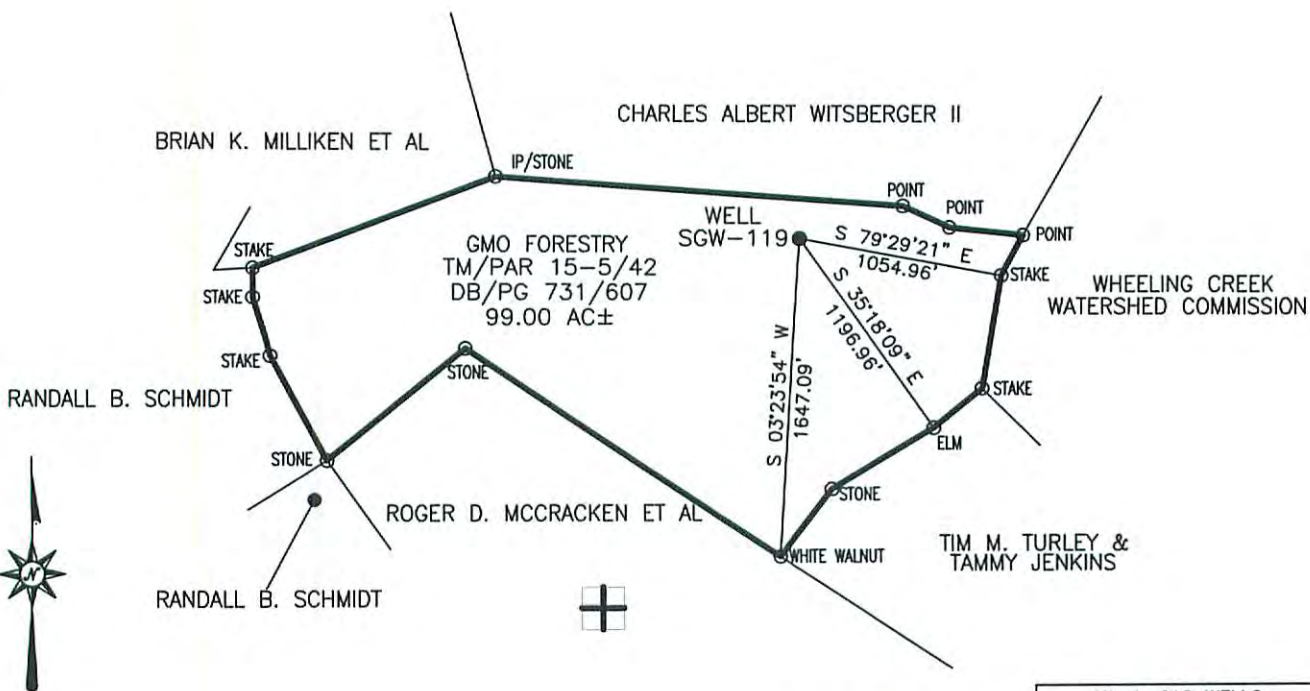 CHARLES ALBERT WITSBERGER II
BRIAN K. MILLIKEN ET AL
IP/STONE
POINT
POINT
POINT
WELL
SGW-119
S 79°29'21" E
1054.96'
GMO FORESTRY
TM/PAR 15-5/42
DB/PG 731/607
99.00 AC±
STAKE
STAKE
STAKE
STAKE
WHEELING CREEK
WATERSHED COMMISSION
S 35°18'09" E
1196.96'
S 03°23'54" W
1647.09'
STONE
STAKE
RANDALL B. SCHMIDT
ELM
STONE
STONE
ROGER D. MCCRACKEN ET AL
WHITE WALNUT
TIM M. TURLEY &
TAMMY JENKINS
N
RANDALL B. SCHMIDT